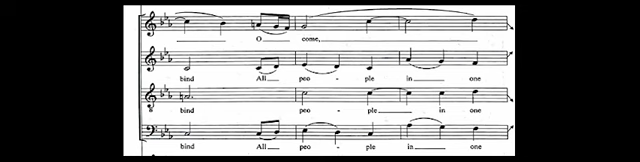 O come,
bind All peo - ple in one
bind peo - ple in one
bind All peo - ple in one